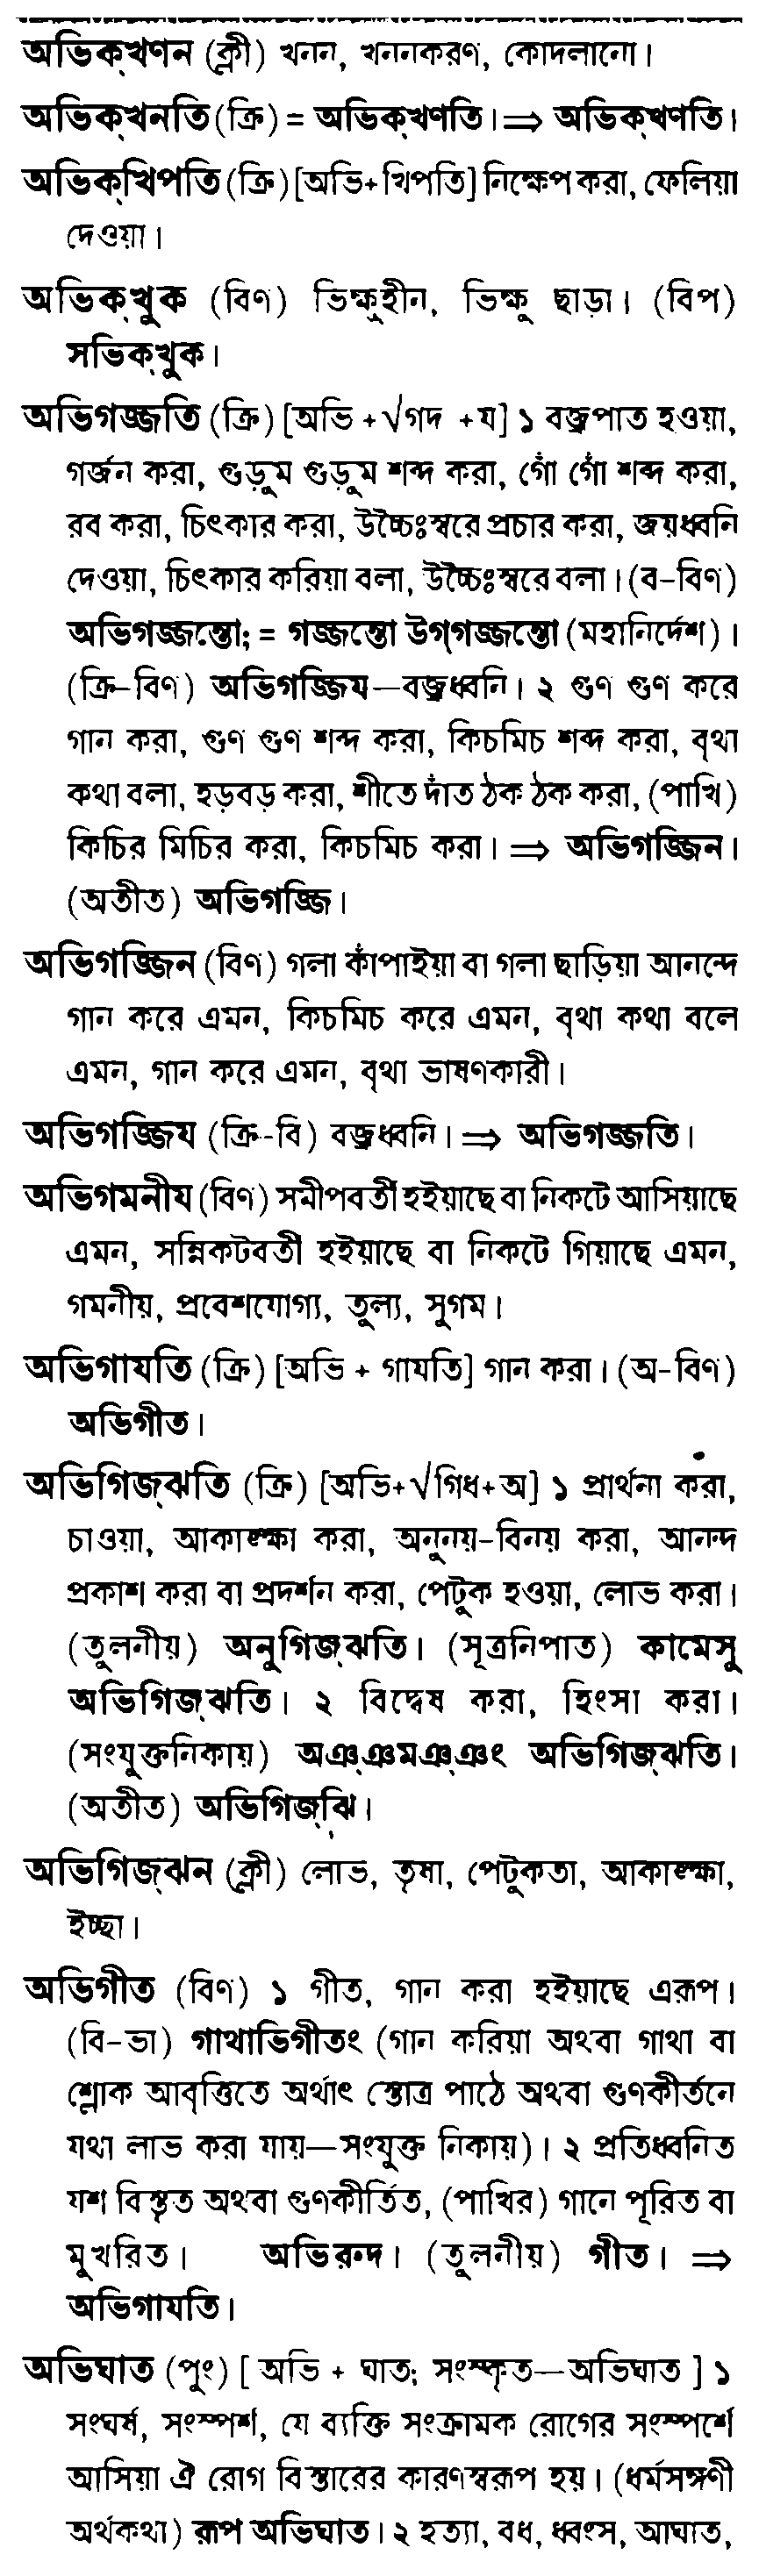 অভিক্‌খণন (ক্লী) খনন, খননকরণ, কোদলানো।
অভিক্‌খনতি (ক্রি) = অভিক্‌খণতি। ⇒ অভিক্‌খণতি।
অভিক্‌খিপতি (ক্রি) [অভি+খিপতি] নিক্ষেপ করা, ফেলিয়া
দেওয়া।
অভিক্‌খুক (বিণ) ভিক্ষুহীন, ভিক্ষু ছাড়া। (বিপ)
সভিক্‌খুক।
অভিগজ্জতি (ক্রি) [অভি +√গদ +য] ১ বজ্রপাত হওয়া,
গর্জন করা, গুড়ুম গুড়ুম শব্দ করা, গোঁ গোঁ শব্দ করা,
রব করা, চিৎকার করা, উচ্চৈঃস্বরে প্রচার করা, জয়ধ্বনি
দেওয়া, চিৎকার করিয়া বলা, উচ্চৈঃস্বরে বলা। (ব-বিণ)
অভিগজ্জন্তো; = গজ্জন্তো উগ্‌গজ্জন্তো (মহানির্দেশ)।
(ক্রি-বিণ) অভিগজ্জিয—বজ্রধ্বনি। ২ গুণ গুণ করে
গান করা, গুণ গুণ শব্দ করা, কিচমিচ শব্দ করা, বৃথা
কথা বলা, হড়বড় করা, শীতে দাঁত ঠক ঠক করা, (পাখি)
কিচির মিচির করা, কিচমিচ করা। ⇒ অভিগজ্জিন।
(অতীত) অভিগজ্জি।
অভিগজ্জিন (বিণ) গলা কাঁপাইয়া বা গলা ছাড়িয়া আনন্দে
গান করে এমন, কিচমিচ করে এমন, বৃথা কথা বলে
এমন, গান করে এমন, বৃথা ভাষণকারী।
অভিগজ্জিয (ক্রি-বি) বজ্রধ্বনি। ⇒ অভিগজ্জতি।
অভিগমনীয (বিণ) সমীপবর্তী হইয়াছে বা নিকটে আসিয়াছে
এমন, সন্নিকটবর্তী হইয়াছে বা নিকটে গিয়াছে এমন,
গমনীয়, প্রবেশযোগ্য, তুল্য, সুগম।
অভিগাযতি (ক্রি) [অভি + গাযতি] গান করা। (অ-বিণ)
অভিগীত।
অভিগিজ্‌ঝতি (ক্রি) [অভি+√গিধ+অ] ১ প্রার্থনা করা,
চাওয়া, আকাঙ্ক্ষা করা, অনুনয়-বিনয় করা, আনন্দ
প্রকাশ করা বা প্রদর্শন করা, পেটুক হওয়া, লোভ করা।
(তুলনীয়) অনুগিজ্‌ঝতি। (সূত্রনিপাত) কামেসু
অভিগিজ্‌ঝতি। ২ বিদ্বেষ করা, হিংসা করা।
(সংযুক্তনিকায়) অঞ্‌ঞমঞ্‌ঞং অভিগিজ্‌ঝতি।
(অতীত) অভিগিজ্‌ঝি।
অভিগিজ্‌ঝন (ক্লী) লোভ, তৃষা, পেটুকতা, আকাঙ্ক্ষা,
ইচ্ছা।
অভিগীত (বিণ) ১ গীত, গান করা হইয়াছে এরূপ।
(বি-ভা) গাথাভিগীতং (গান করিয়া অথবা গাথা বা
শ্লোক আবৃত্তিতে অর্থাৎ স্তোত্র পাঠে অথবা গুণকীর্তনে
যথা লাভ করা যায়—সংযুক্ত নিকায়)। ২ প্রতিধ্বনিত
যশ বিস্তৃত অথবা গুণকীর্তিত, (পাখির) গানে পূরিত বা
মুখরিত। অভিরুদ। (তুলনীয়) গীত। ⇒
অভিগাযতি।
অভিঘাত (পুং) [ অভি + ঘাত; সংস্কৃত—অভিঘাত ] ১
সংঘর্ষ, সংস্পর্শ, যে ব্যক্তি সংক্রামক রোগের সংস্পর্শে
আসিয়া ঐ রোগ বিস্তারের কারণস্বরূপ হয়। (ধর্মসঙ্গণী
অর্থকথা) রূপ অভিঘাত। ২ হত্যা, বধ, ধ্বংস, আঘাত,